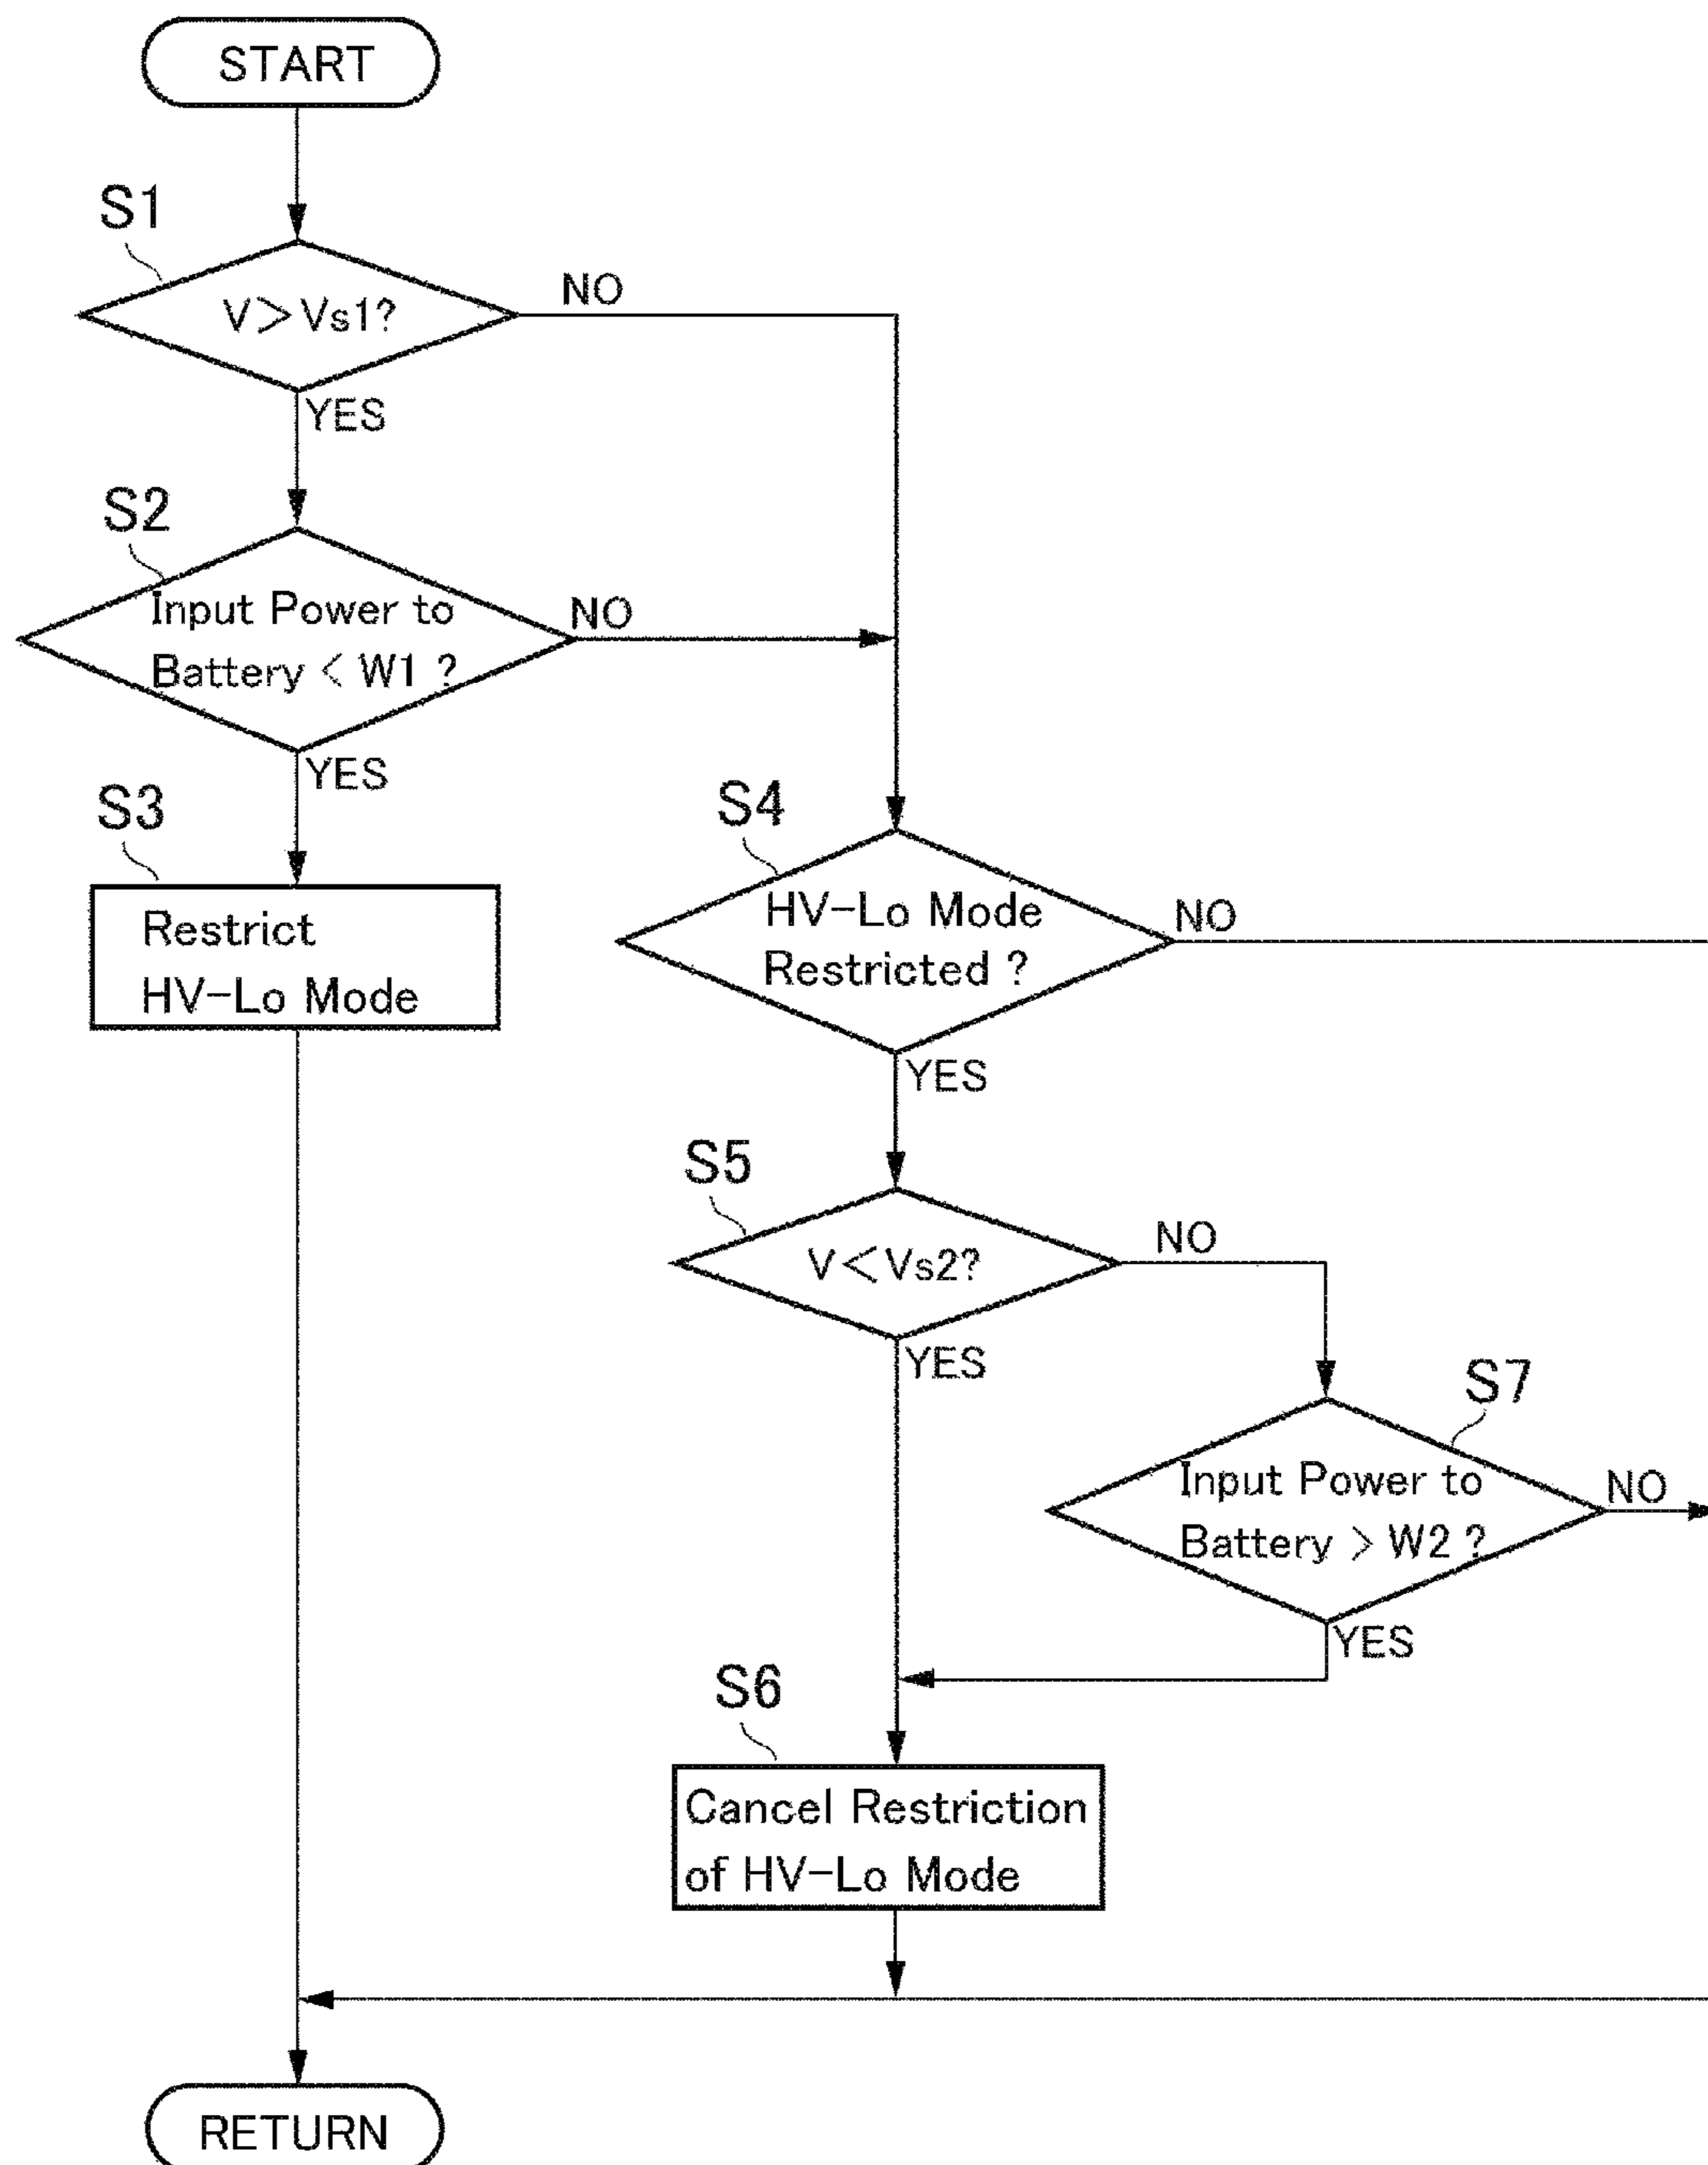 START
S1
V>Vs1?
NO
YES
S2
Input Power to
Battery < W1 ?
NO
YES
S3
Restrict
HV-Lo Mode
S4
HV-Lo Mode
Restricted ?
NO
YES
S5
V<Vs2?
NO
YES
S7
Input Power to
Battery > W2 ?
NO
YES
S6
Cancel Restriction
of HV-Lo Mode
RETURN